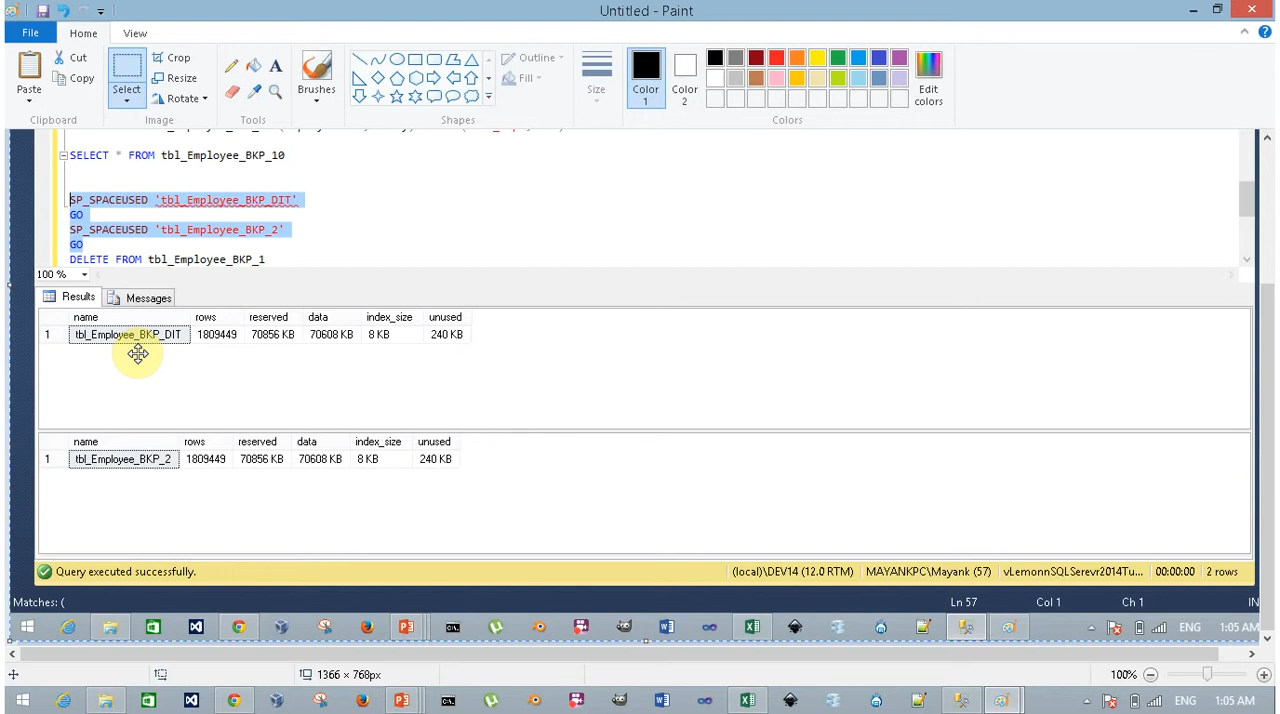 Untitled - Paint
File Home View
Paste
Cut
Copy
Clipboard
Select
Crop
Resize
Rotate
Image
Tools
Brushes
Outline
Fill
Shapes
Size
Color 1
Color 2
Edit colors
Colors
SELECT * FROM tbl_Employee_BKP_10
SP_SPACEUSED 'tbl_Employee_BKP_DIT'
GO
SP_SPACEUSED 'tbl_Employee_BKP_2'
GO
DELETE FROM tbl_Employee_BKP_1
100 %
Results Messages
name rows reserved data index_size unused
1 tbl_Employee_BKP_DIT 1809449 70856 KB 70608 KB 8 KB 240 KB
name rows reserved data index_size unused
1 tbl_Employee_BKP_2 1809449 70856 KB 70608 KB 8 KB 240 KB
Query executed successfully. (local)\DEV14 (12.0 RTM) MAYANKPC\Mayank (57) vLemonnSQLSerevr2014Tu... 00:00:00 2 rows
Matches: ( Ln 57 Col 1 Ch 1 IN
ENG 1:05 AM
1366 × 768px 100%
ENG 1:05 AM